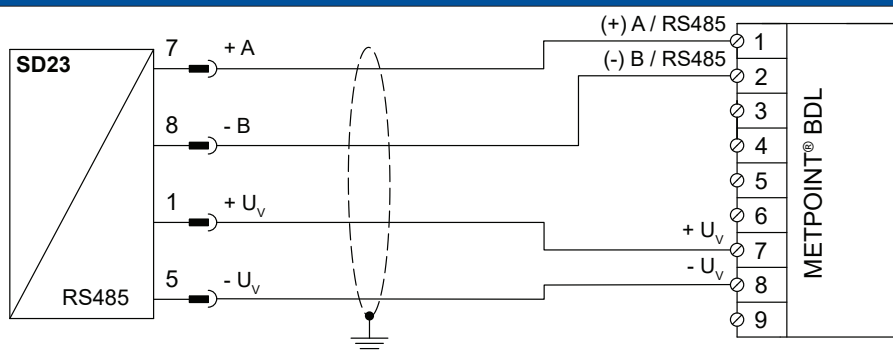 SD23
7 + A
8 - B
1 + Uv
5 - Uv
RS485
(+) A / RS485
(-) B / RS485
+ Uv
- Uv
1
2
3
4
5
6
7
8
9
METPOINT® BDL